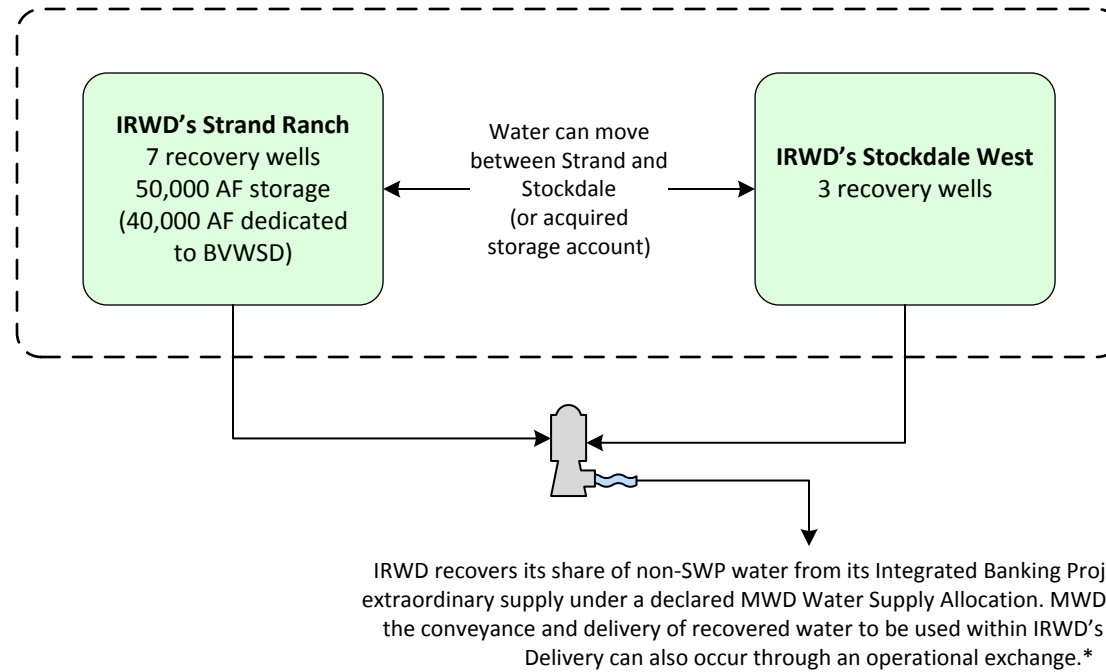 IRWD's Strand Ranch
7 recovery wells
50,000 AF storage
(40,000 AF dedicated
to BVWSD)
Water can move
between Strand and
Stockdale
(or acquired
storage account)
IRWD's Stockdale West
3 recovery wells
IRWD recovers its share of non-SWP water from its Integrated Banking Proj
extraordinary supply under a declared MWD Water Supply Allocation. MWD
the conveyance and delivery of recovered water to be used within IRWD's
Delivery can also occur through an operational exchange.*